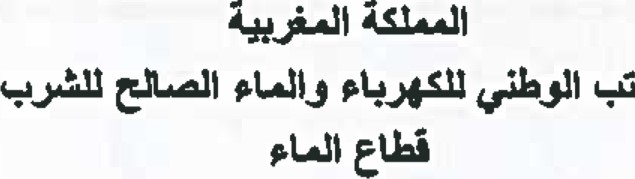 المملكة المغربية
تب الوطني للكهرباء والماء الصالح للشرب
قطاع الماء